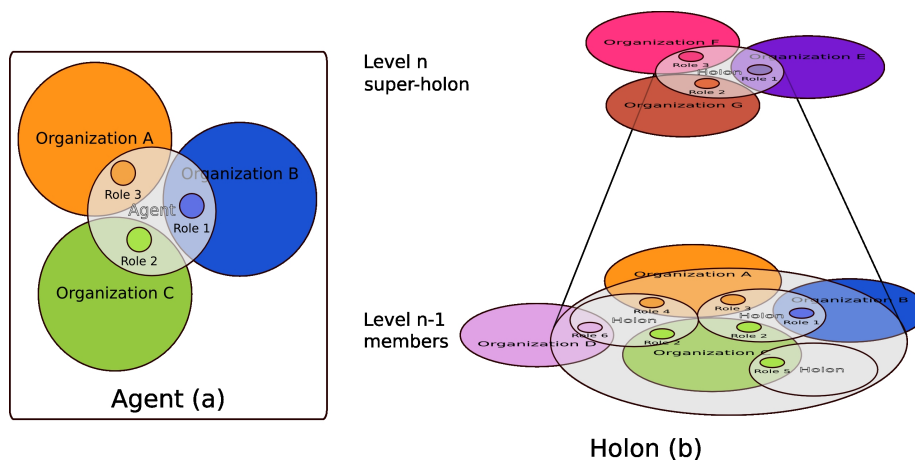 Organization A
Organization B
Role 3
Agent
Role 1
Role 2
Organization C
Agent (a)
Level n
super-holon
Organization F
Organization E
Role 3
Holon
Role 1
Role 2
Organization G
Level n-1
members
Organization A
Organization B
Role 4
Role 3
Holon
Holon
Role 1
Role 6
Role 2
Role 2
Organization D
Organization C
Role 5
Holon
Holon (b)